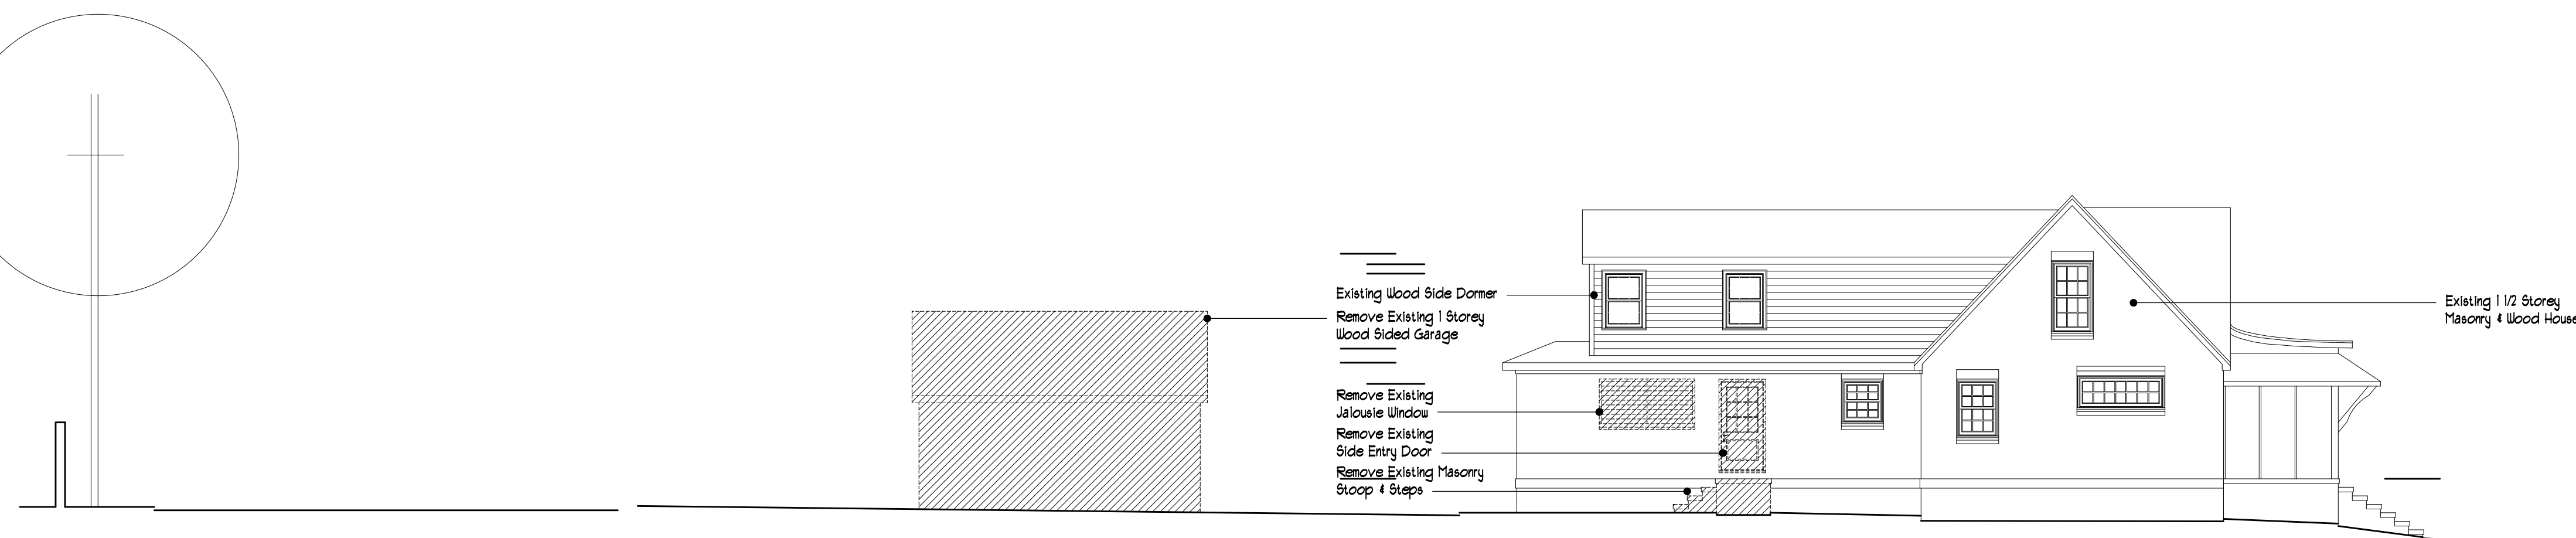 Existing Wood Side Dormer
Remove Existing 1 Storey
Wood Sided Garage
Remove Existing
Jalousie Window
Remove Existing
Side Entry Door
Remove Existing Masonry
Stoop & Steps
Existing 1 1/2 Storey
Masonry & Wood House